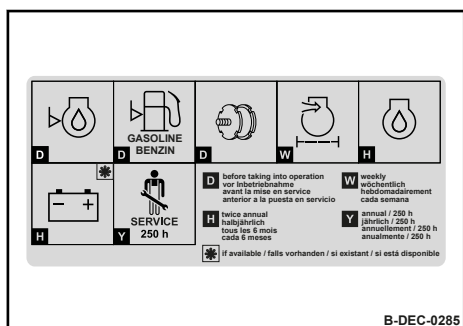 D
D
GASOLINE
BENZIN
D
W
H
H
Y
SERVICE
250 h
D
before taking into operation
vor Inbetriebnahme
avant la mise en service
anterior a la puesta en servicio
W
weekly
wöchentlich
hebdomadairement
cada semana
H
twice annual
halbjährlich
tous les 6 mois
cada 6 meses
Y
annual / 250 h
jährlich / 250 h
annuellement / 250 h
anualmente / 250 h
if available / falls vorhanden / si existant / si está disponible
B-DEC-0285